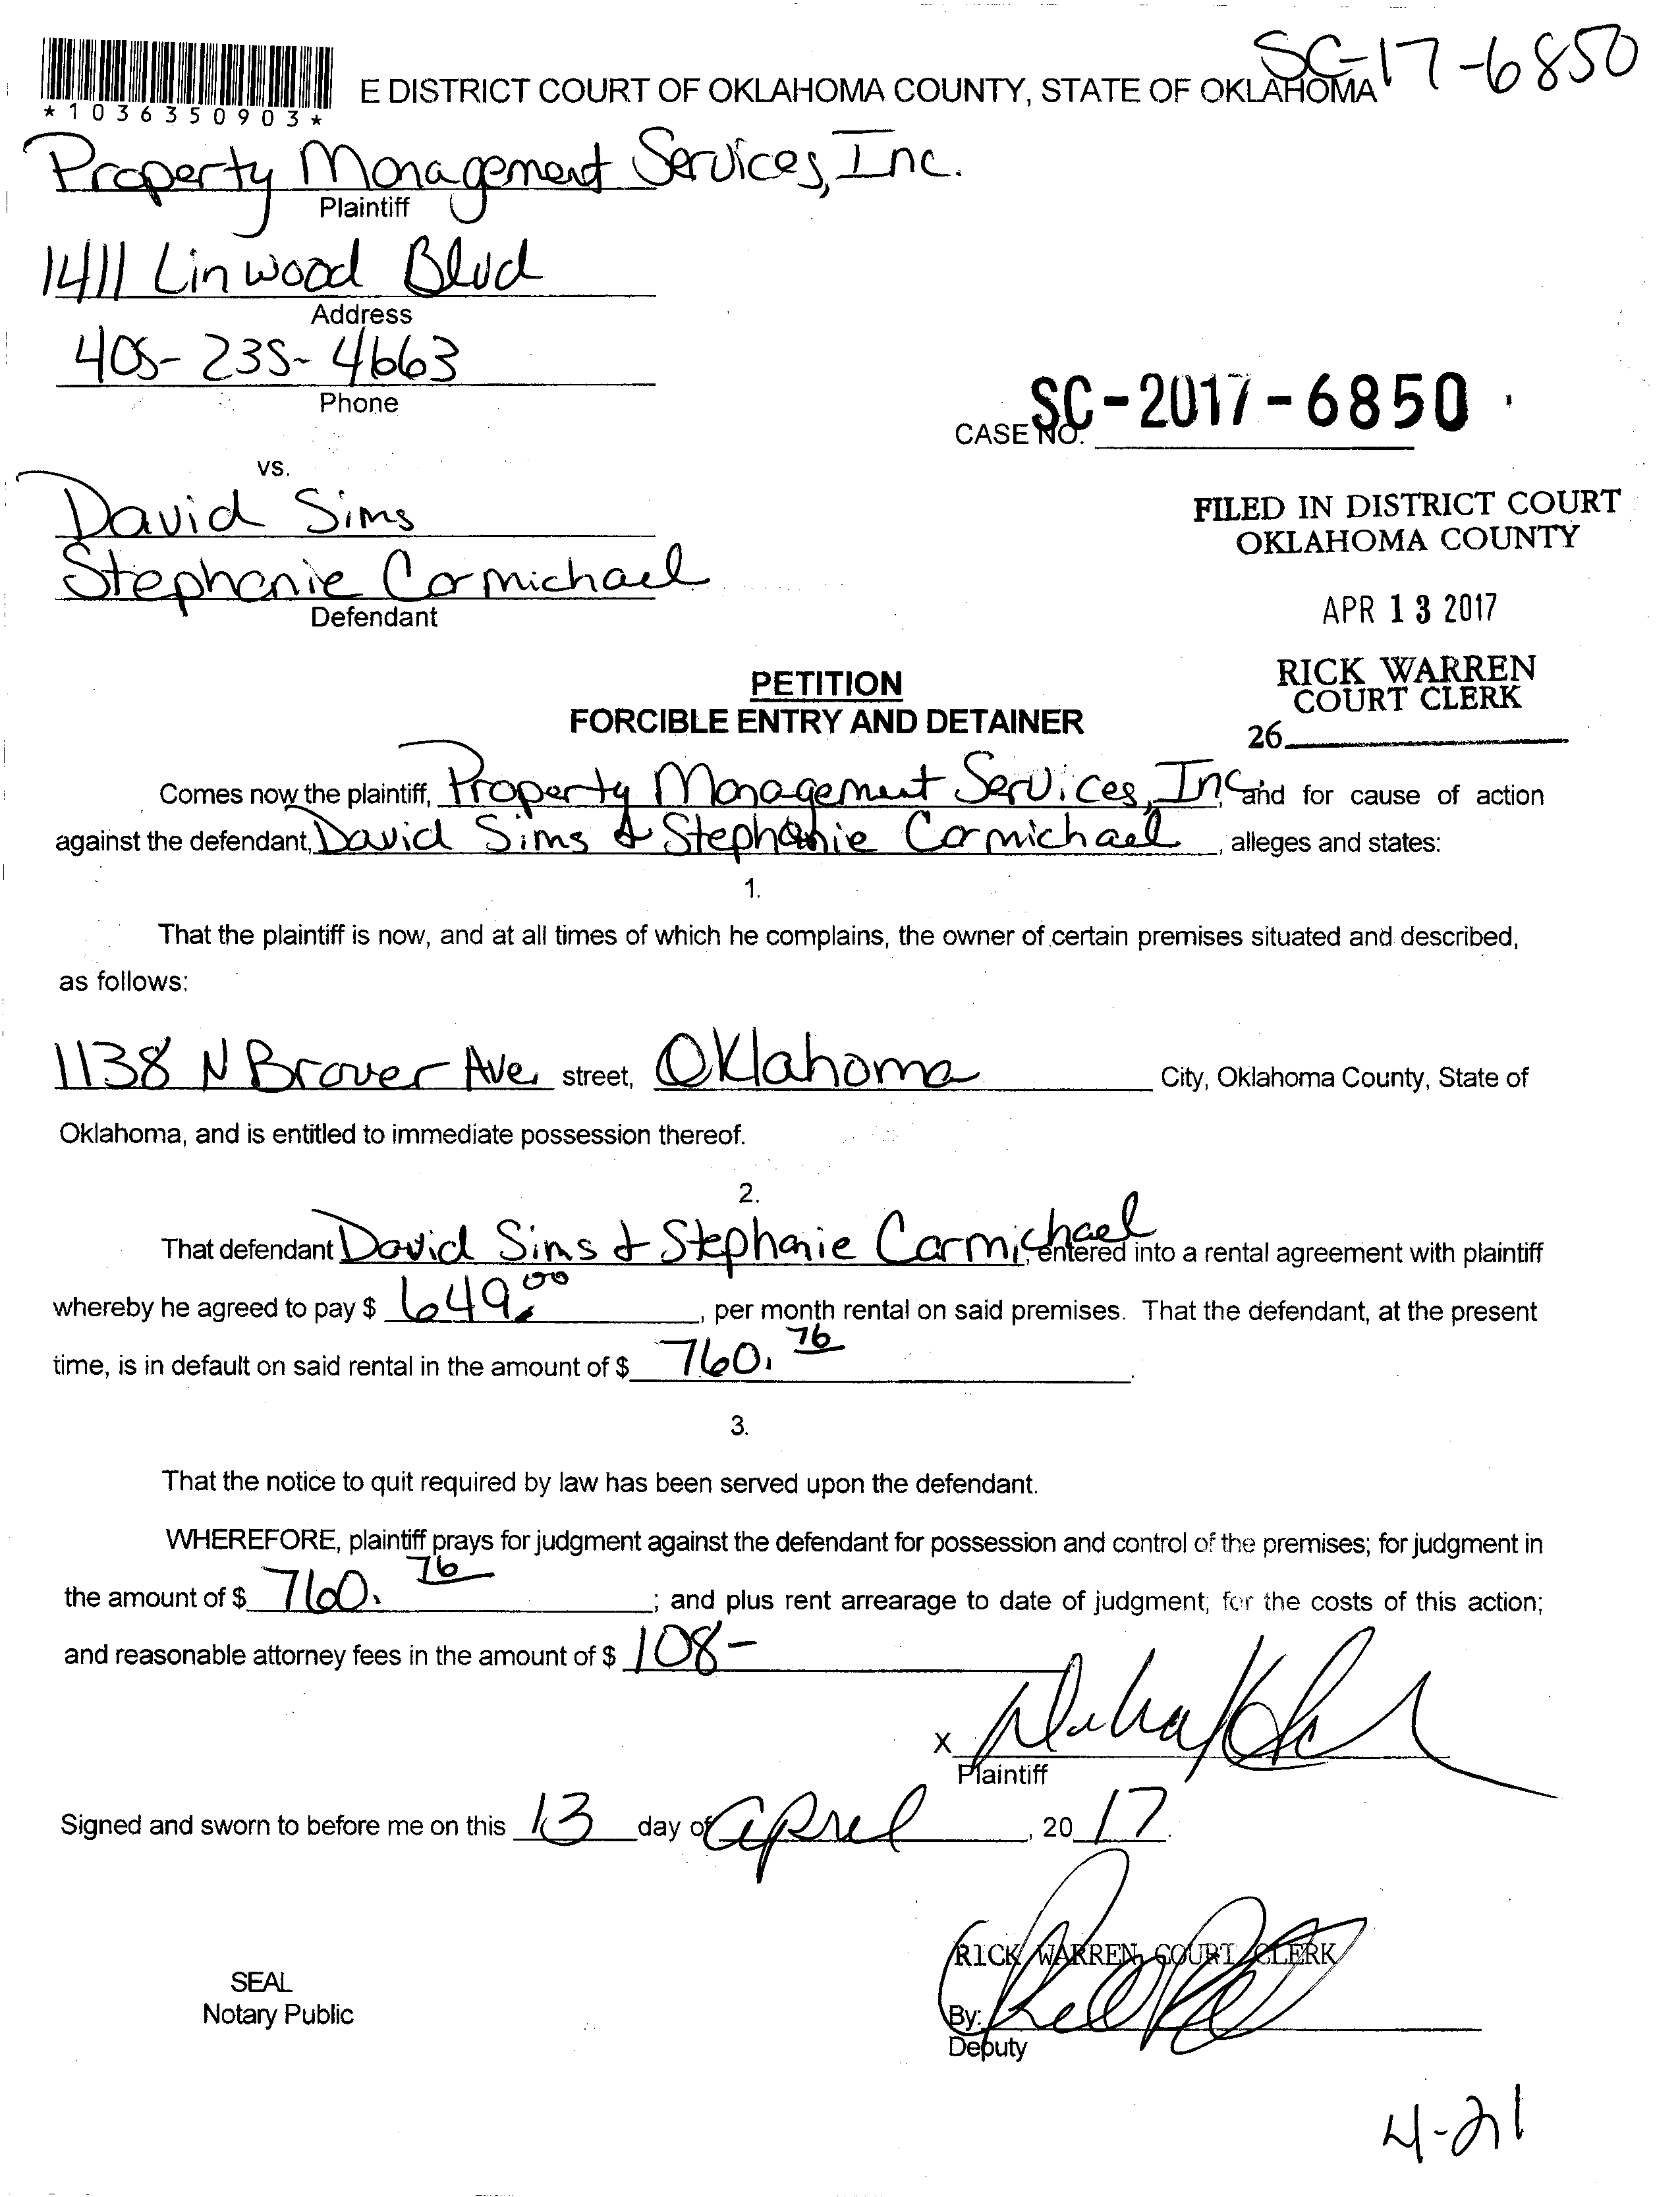 SC-17-6850
*1036350903*
E DISTRICT COURT OF OKLAHOMA COUNTY, STATE OF OKLAHOMA
Property Management Services, Inc.
Plaintiff
1411 Linwood Blvd
Address
405-235-4663
Phone
CASE NO. SC-2017-6850
vs.
David Sims
Stephanie Carmichael
Defendant
FILED IN DISTRICT COURT
OKLAHOMA COUNTY
APR 13 2017
RICK WARREN
COURT CLERK
26
PETITION
FORCIBLE ENTRY AND DETAINER
Comes now the plaintiff, Property Management Services, Inc and for cause of action
against the defendant, David Sims & Stephanie Carmichael, alleges and states:
1.
That the plaintiff is now, and at all times of which he complains, the owner of certain premises situated and described,
as follows:
1138 N Brauer Ave, street, Oklahoma City, Oklahoma County, State of
Oklahoma, and is entitled to immediate possession thereof.
2.
That defendant David Sims & Stephanie Carmichael, entered into a rental agreement with plaintiff
whereby he agreed to pay $ 649.00, per month rental on said premises. That the defendant, at the present
time, is in default on said rental in the amount of $ 760.76.
3.
That the notice to quit required by law has been served upon the defendant.
WHEREFORE, plaintiff prays for judgment against the defendant for possession and control of the premises; for judgment in
the amount of $ 760.76; and plus rent arrearage to date of judgment; for the costs of this action;
and reasonable attorney fees in the amount of $ 108-
X
Plaintiff
Signed and sworn to before me on this 13 day of April, 20 17.
RICK WARREN, COURT CLERK
SEAL
Notary Public
By:
Deputy
4-21